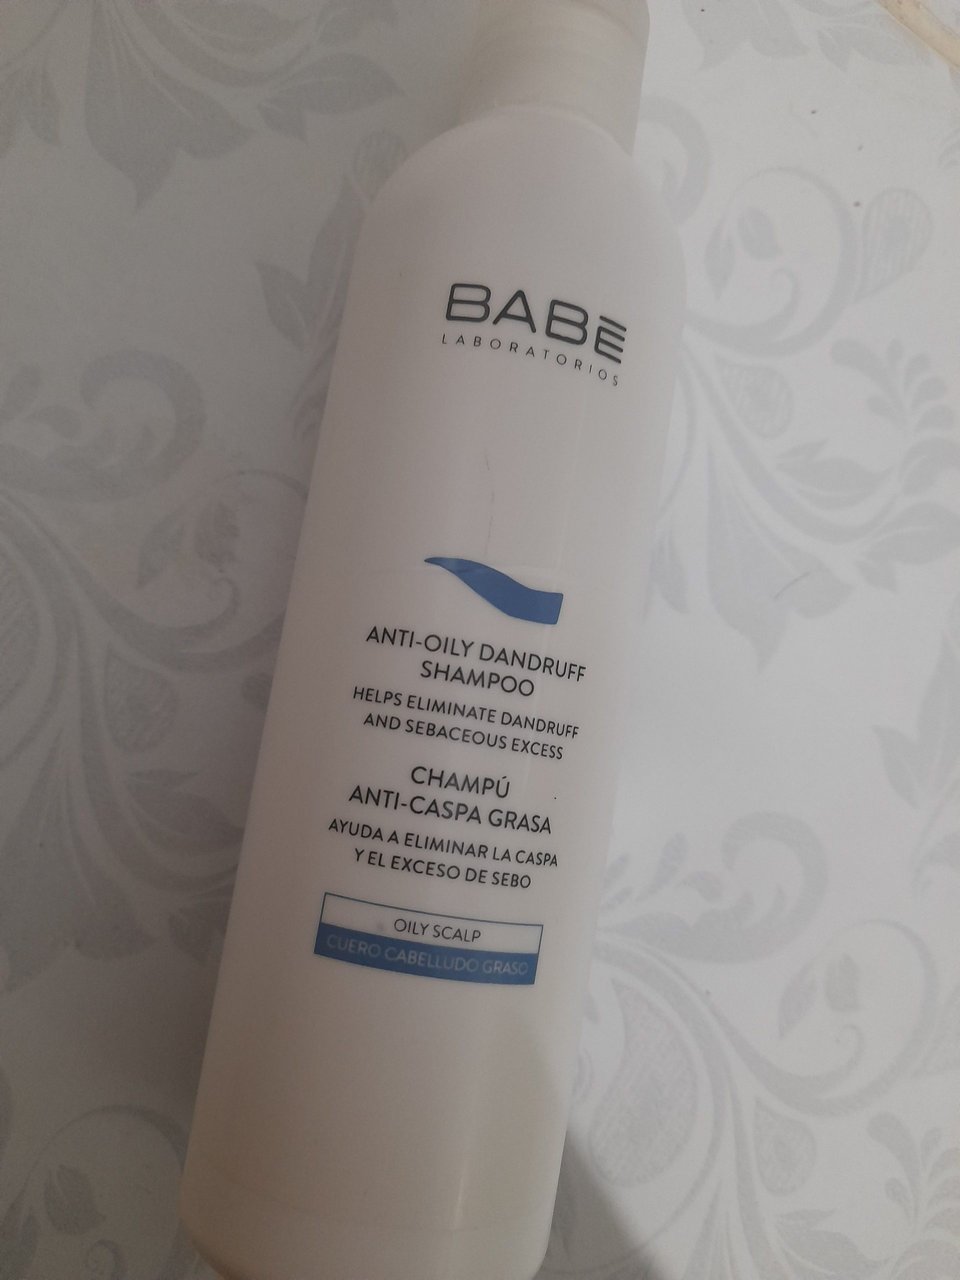 BABÉ
LABORATORIOS
ANTI-OILY DANDRUFF
SHAMPOO
HELPS ELIMINATE DANDRUFF
AND SEBACEOUS EXCESS
CHAMPÚ
ANTI-CASPA GRASA
AYUDA A ELIMINAR LA CASPA
Y EL EXCESO DE SEBO
OILY SCALP
CUERO CABELLUDO GRASO